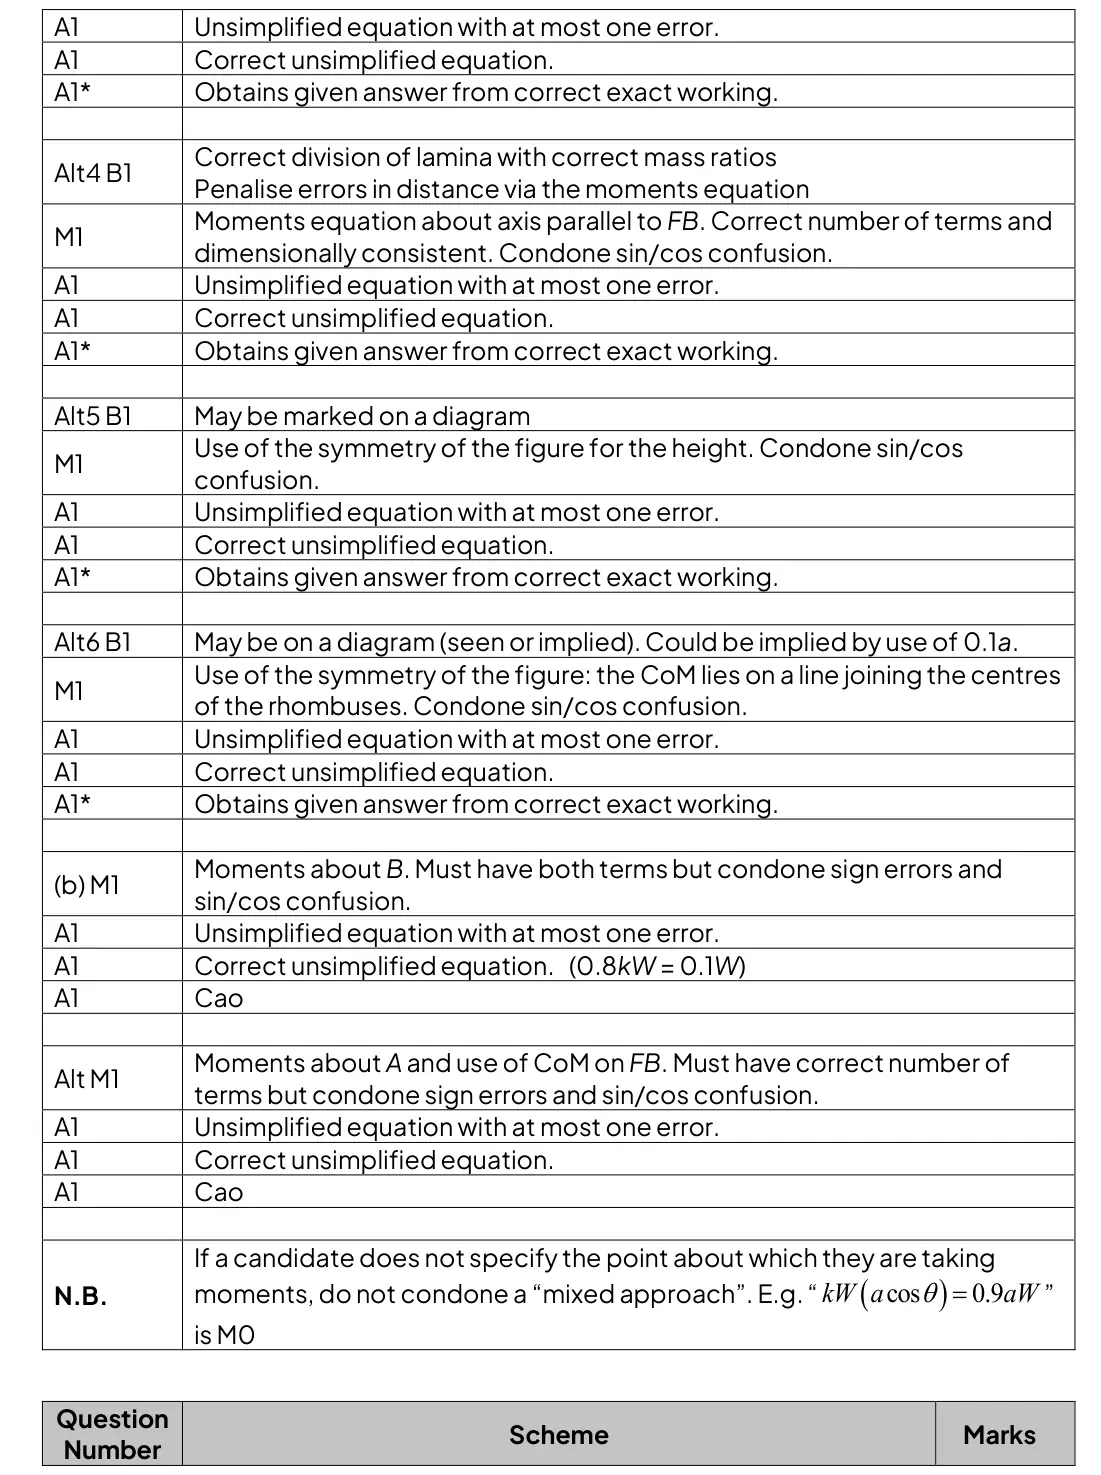 A1 Unsimplified equation with at most one error.
A1 Correct unsimplified equation.
A1* Obtains given answer from correct exact working.
Alt4 B1 Correct division of lamina with correct mass ratios
Penalise errors in distance via the moments equation
M1 Moments equation about axis parallel to FB. Correct number of terms and
dimensionally consistent. Condone sin/cos confusion.
A1 Unsimplified equation with at most one error.
A1 Correct unsimplified equation.
A1* Obtains given answer from correct exact working.
Alt5 B1 May be marked on a diagram
M1 Use of the symmetry of the figure for the height. Condone sin/cos
confusion.
A1 Unsimplified equation with at most one error.
A1 Correct unsimplified equation.
A1* Obtains given answer from correct exact working.
Alt6 B1 May be on a diagram (seen or implied). Could be implied by use of 0.1a.
M1 Use of the symmetry of the figure: the CoM lies on a line joining the centres
of the rhombuses. Condone sin/cos confusion.
A1 Unsimplified equation with at most one error.
A1 Correct unsimplified equation.
A1* Obtains given answer from correct exact working.
(b) M1 Moments about B. Must have both terms but condone sign errors and
sin/cos confusion.
A1 Unsimplified equation with at most one error.
A1 Correct unsimplified equation. (0.8kW = 0.1W)
A1 Cao
Alt M1 Moments about A and use of CoM on FB. Must have correct number of
terms but condone sign errors and sin/cos confusion.
A1 Unsimplified equation with at most one error.
A1 Correct unsimplified equation.
A1 Cao
N.B. If a candidate does not specify the point about which they are taking
moments, do not condone a “mixed approach”. E.g. “ kW(a cos θ) = 0.9aW ”
is M0
Question Number Scheme Marks